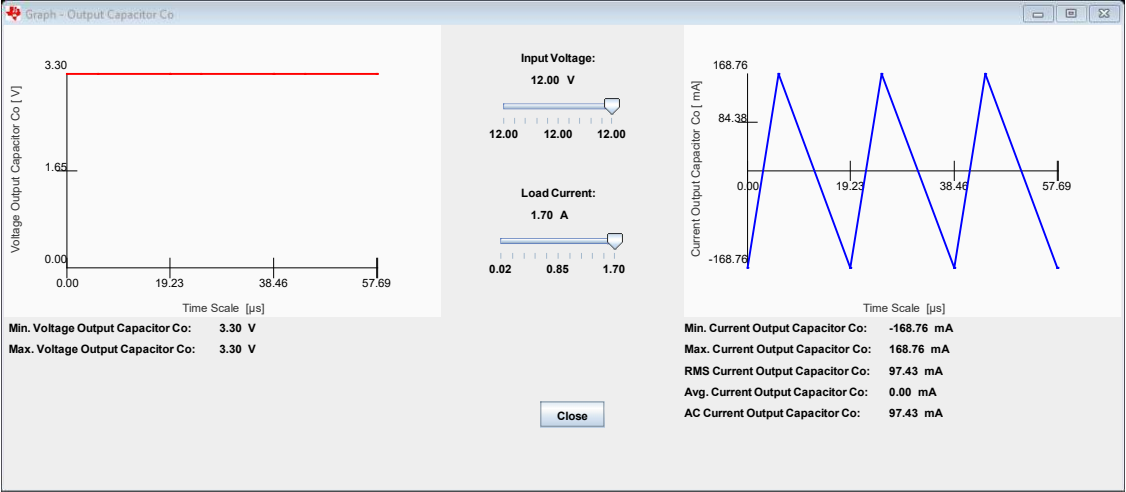 Graph - Output Capacitor Co
Voltage Output Capacitor Co [ V]
3.30
1.65
0.00
0.00 19.23 38.46 57.69
Time Scale [µs]
Min. Voltage Output Capacitor Co: 3.30 V
Max. Voltage Output Capacitor Co: 3.30 V
Input Voltage:
12.00 V
12.00 12.00 12.00
Load Current:
1.70 A
0.02 0.85 1.70
Close
Current Output Capacitor Co [ mA]
168.76
84.38
0.00 19.23 38.46 57.69
-168.76
Time Scale [µs]
Min. Current Output Capacitor Co: -168.76 mA
Max. Current Output Capacitor Co: 168.76 mA
RMS Current Output Capacitor Co: 97.43 mA
Avg. Current Output Capacitor Co: 0.00 mA
AC Current Output Capacitor Co: 97.43 mA